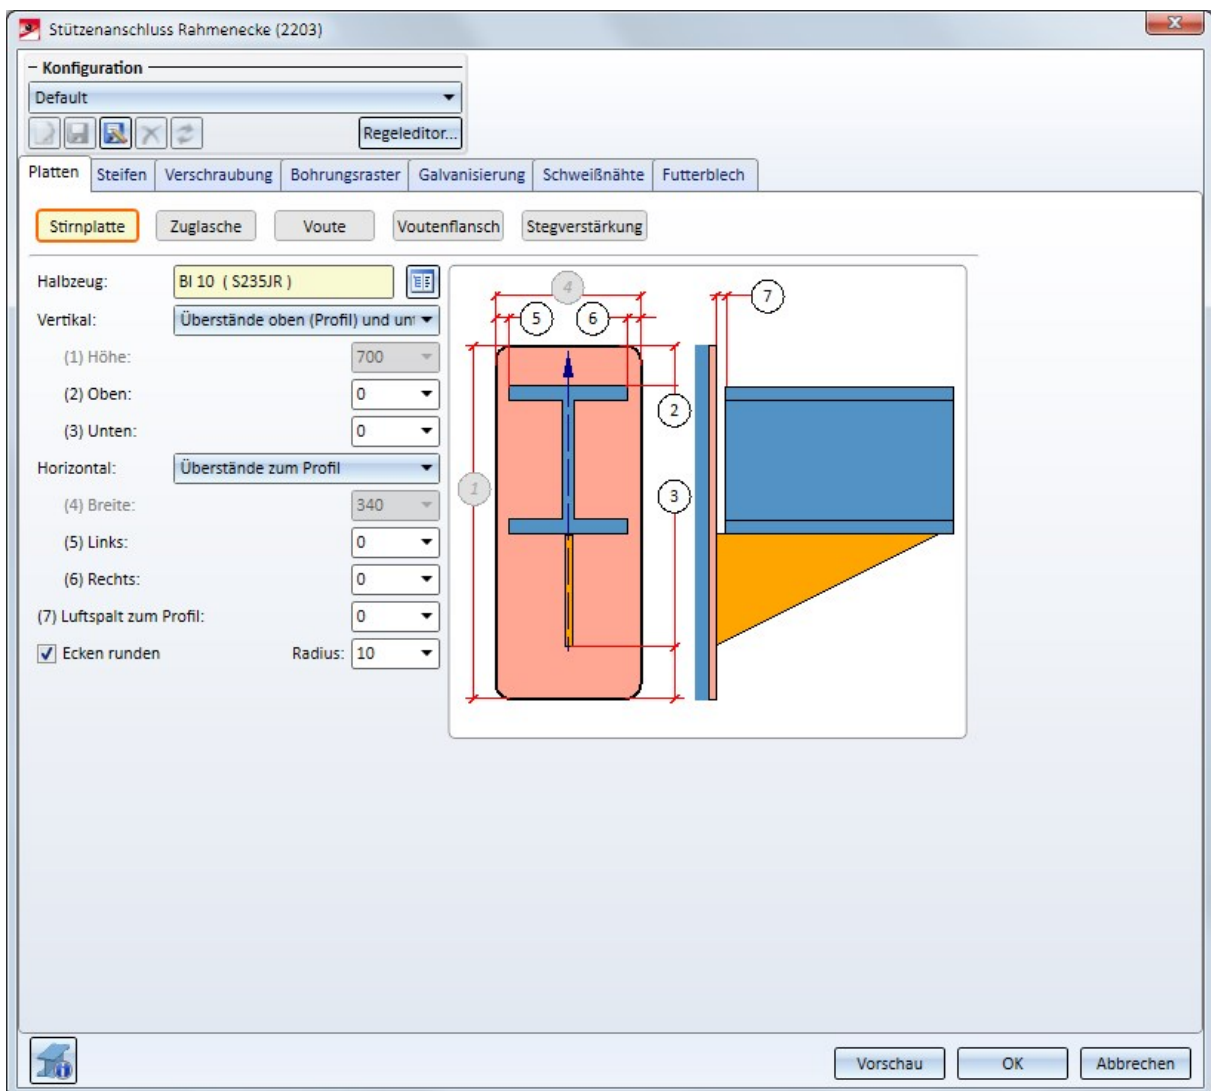 Stützenanschluss Rahmenecke (2203)
Konfiguration
Default
Regeleditor...
Platten Steifen Verschraubung Bohrungsraster Galvanisierung Schweißnähte Futterblech
Stirnplatte Zuglasche Voute Voutenflansch Stegverstärkung
Halbzeug: Bl 10 ( S235JR )
Vertikal: Überstände oben (Profil) und
(1) Höhe: 700
(2) Oben: 0
(3) Unten: 0
Horizontal: Überstände zum Profil
(4) Breite: 340
(5) Links: 0
(6) Rechts: 0
(7) Luftspalt zum Profil: 0
Ecken runden Radius: 10
4
5 6 7
2
1 3
Vorschau OK Abbrechen